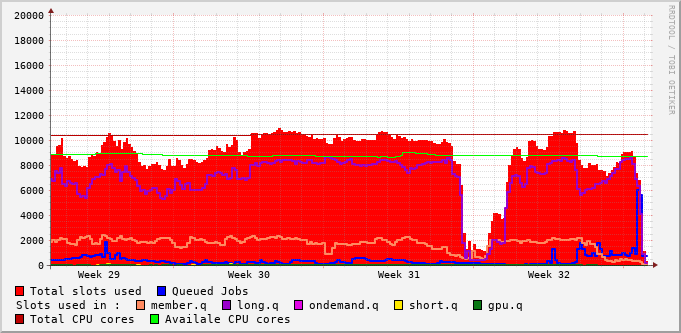 20000
18000
16000
14000
12000
10000
8000
6000
4000
2000
0
Week 29 Week 30 Week 31 Week 32
Total slots used Queued Jobs
Slots used in : member.q long.q ondemand.q short.q gpu.q
Total CPU cores Availale CPU cores
RRDTOOL / TOBI OETIKER